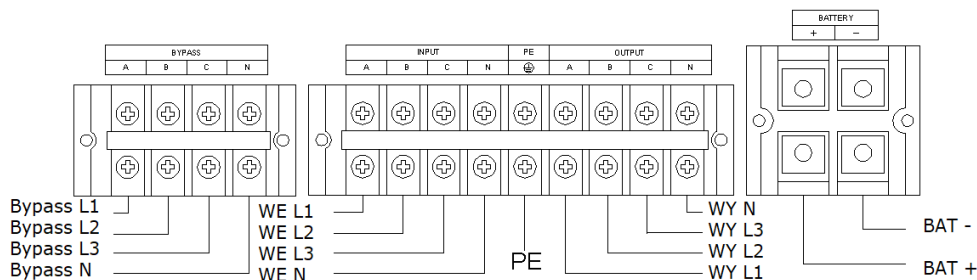 BYPASS
A B C N
INPUT PE OUTPUT
A B C N A B C N
BATTERY
+ -
Bypass L1
Bypass L2
Bypass L3
Bypass N
WE L1
WE L2
WE L3
WE N
PE
WY N
WY L3
WY L2
WY L1
BAT -
BAT +